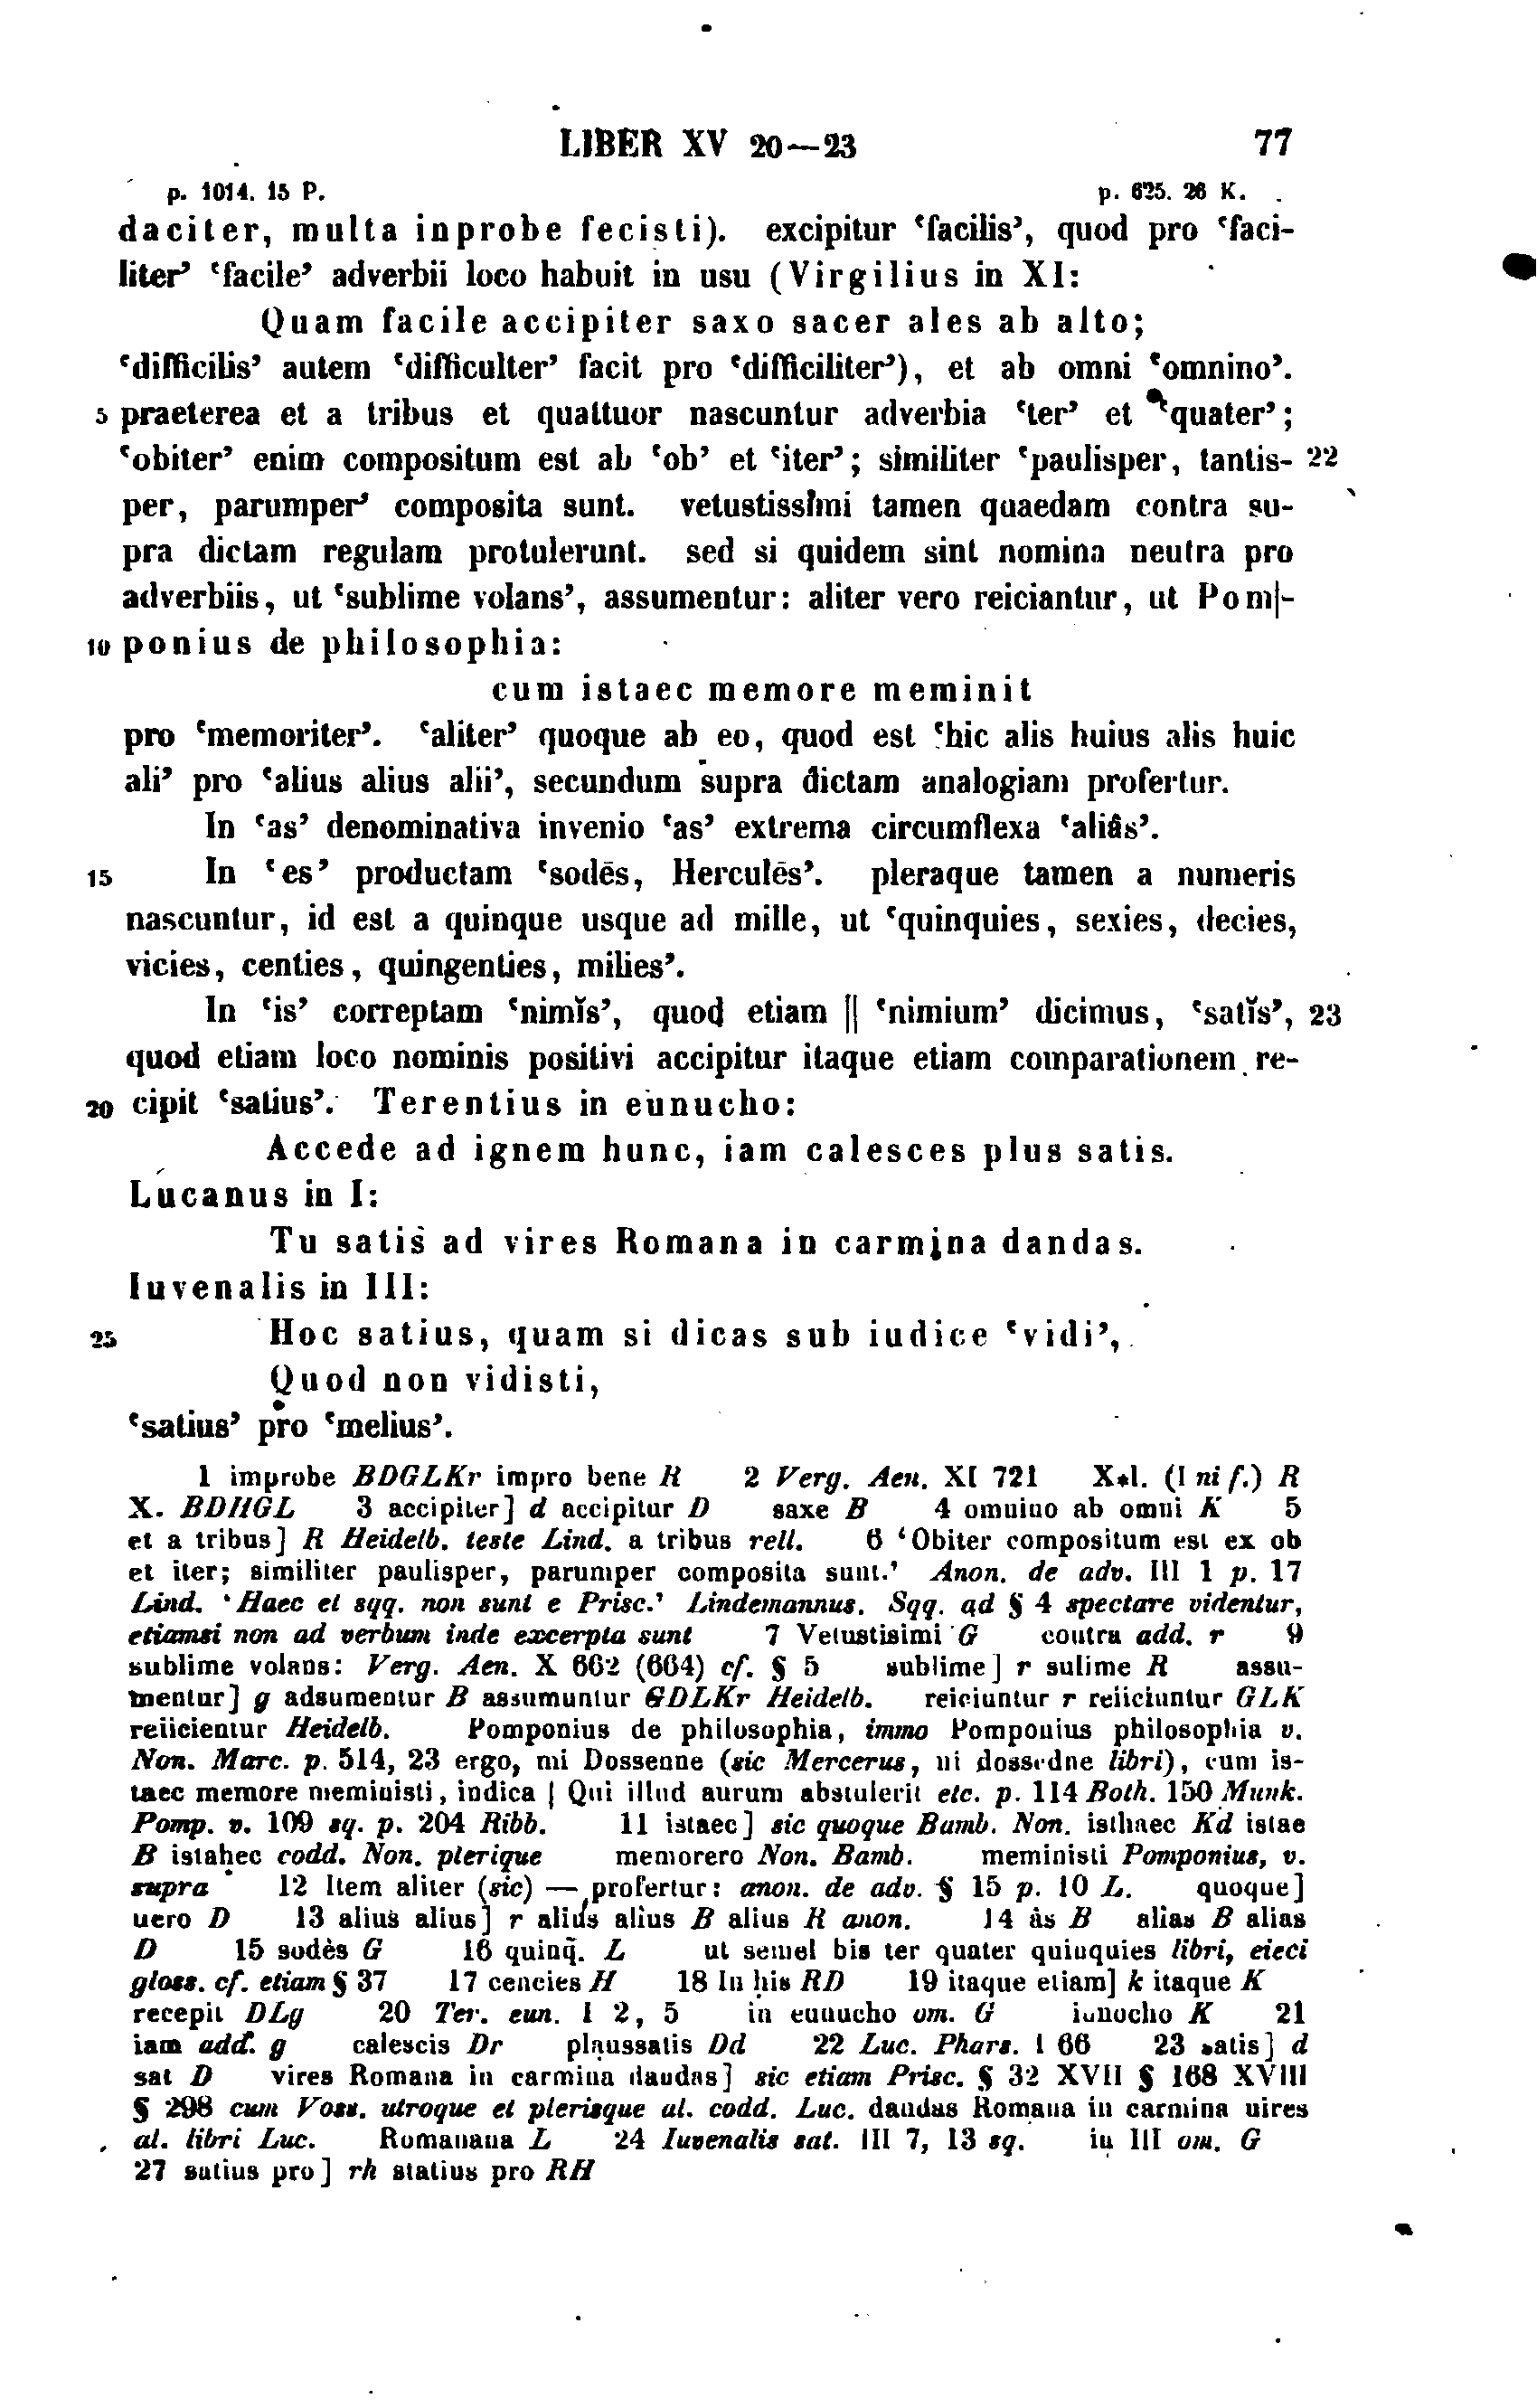 LIBER XV 20—23 77
p. 1014. 15 P. p. 625. 26 K.
daciter, multa inprobe fecisti). excipitur ‘facilis’, quod pro ‘faci-
liter’ ‘facile’ adverbii loco habuit in usu (Virgilius in XI:
Quam facile accipiter saxo sacer ales ab alto;
‘difficilis’ autem ‘difficulter’ facit pro ‘difficiliter’), et ab omni ‘omnino’.
5 praeterea et a tribus et quattuor nascuntur adverbia ‘ter’ et ‘quater’;
‘obiter’ enim compositum est ab ‘ob’ et ‘iter’; similiter ‘paulisper, tantis- 22
per, parumper’ composita sunt. vetustissimi tamen quaedam contra su-
pra dictam regulam protulerunt. sed si quidem sint nomina neutra pro
adverbiis, ut ‘sublime volans’, assumentur: aliter vero reiciantur, ut Pom|-
10 ponius de philosophia:
cum istaec memore meminit
pro ‘memoriter’. ‘aliter’ quoque ab eo, quod est ‘hic alis huius alis huic
ali’ pro ‘alius alius alii’, secundum supra dictam analogiam profertur.
In ‘as’ denominativa invenio ‘as’ extrema circumflexa ‘aliâs’.
15 In ‘es’ productam ‘sodēs, Herculēs’. pleraque tamen a numeris
nascuntur, id est a quinque usque ad mille, ut ‘quinquies, sexies, decies,
vicies, centies, quingenties, milies’.
In ‘is’ correptam ‘nimĭs’, quod etiam || ‘nimium’ dicimus, ‘satĭs’, 23
quod etiam loco nominis positivi accipitur itaque etiam comparationem re-
20 cipit ‘satius’. Terentius in eunucho:
Accede ad ignem hunc, iam calesces plus satis.
Lucanus in I:
Tu satis ad vires Romana in carmina dandas.
Iuvenalis in III:
25 Hoc satius, quam si dicas sub iudice ‘vidi’,
Quod non vidisti,
‘satius’ pro ‘melius’.
1 improbe BDGLKr impro bene R 2 Verg. Aen. XI 721 X*l. (I ni f.) R
X. BDHGL 3 accipiter] d accipitur D saxe B 4 omnino ab omni K 5
et a tribus] R Heidelb. teste Lind. a tribus rell. 6 ‘Obiter compositum est ex ob
et iter; similiter paulisper, parumper composita sunt.’ Anon. de adv. III 1 p. 17
Lind. ‘Haec et sqq. non sunt e Prisc.’ Lindemannus. Sqq. ad § 4 spectare videntur,
etiamsi non ad verbum inde excerpta sunt 7 Vetustisimi G contra add. r 9
sublime volans: Verg. Aen. X 662 (664) cf. § 5 sublime] r sulime R assu-
mentur] g adsumentur B assumuntur GDLKr Heidelb. reiciuntur r reiiciuntur GLK
reiicientur Heidelb. Pomponius de philosophia, immo Pomponius philosophia v.
Non. Marc. p. 514, 23 ergo, mi Dossenne (sic Mercerus, ni dossedne libri), cum is-
taec memore meministi, indica | Qui illud aurum abstulerit etc. p. 114 Both. 150 Munk.
Pomp. v. 109 sq. p. 204 Ribb. 11 istaec] sic quoque Bamb. Non. isthaec Kd istae
B istahec codd. Non. plerique memorero Non. Bamb. meministi Pomponius, v.
supra 12 Item aliter (sic) — profertur: anon. de adv. § 15 p. 10 L. quoque]
uero D 13 alius alius] r alius alius B alius R anon. 14 às B alias B alias
D 15 sodès G 16 quinq̄. L ut semel bis ter quater quinquies libri, eieci
gloss. cf. etiam § 37 17 cencies H 18 In his RD 19 itaque etiam] k itaque K
recepit DLg 20 Ter. eun. I 2, 5 in eunucho om. G iunocho K 21
iam add. g calescis Dr plaussatis Dd 22 Luc. Phars. I 66 23 satis] d
sat D vires Romana in carmina dandas] sic etiam Prisc. § 32 XVII § 168 XVIII
§ 298 cum Voss. utroque et plerisque al. codd. Luc. dandas Romana in carmina uires
al. libri Luc. Romanana L 24 Iuvenalis sat. III 7, 13 sq. in III om. G
27 satius pro] rh statius pro RH